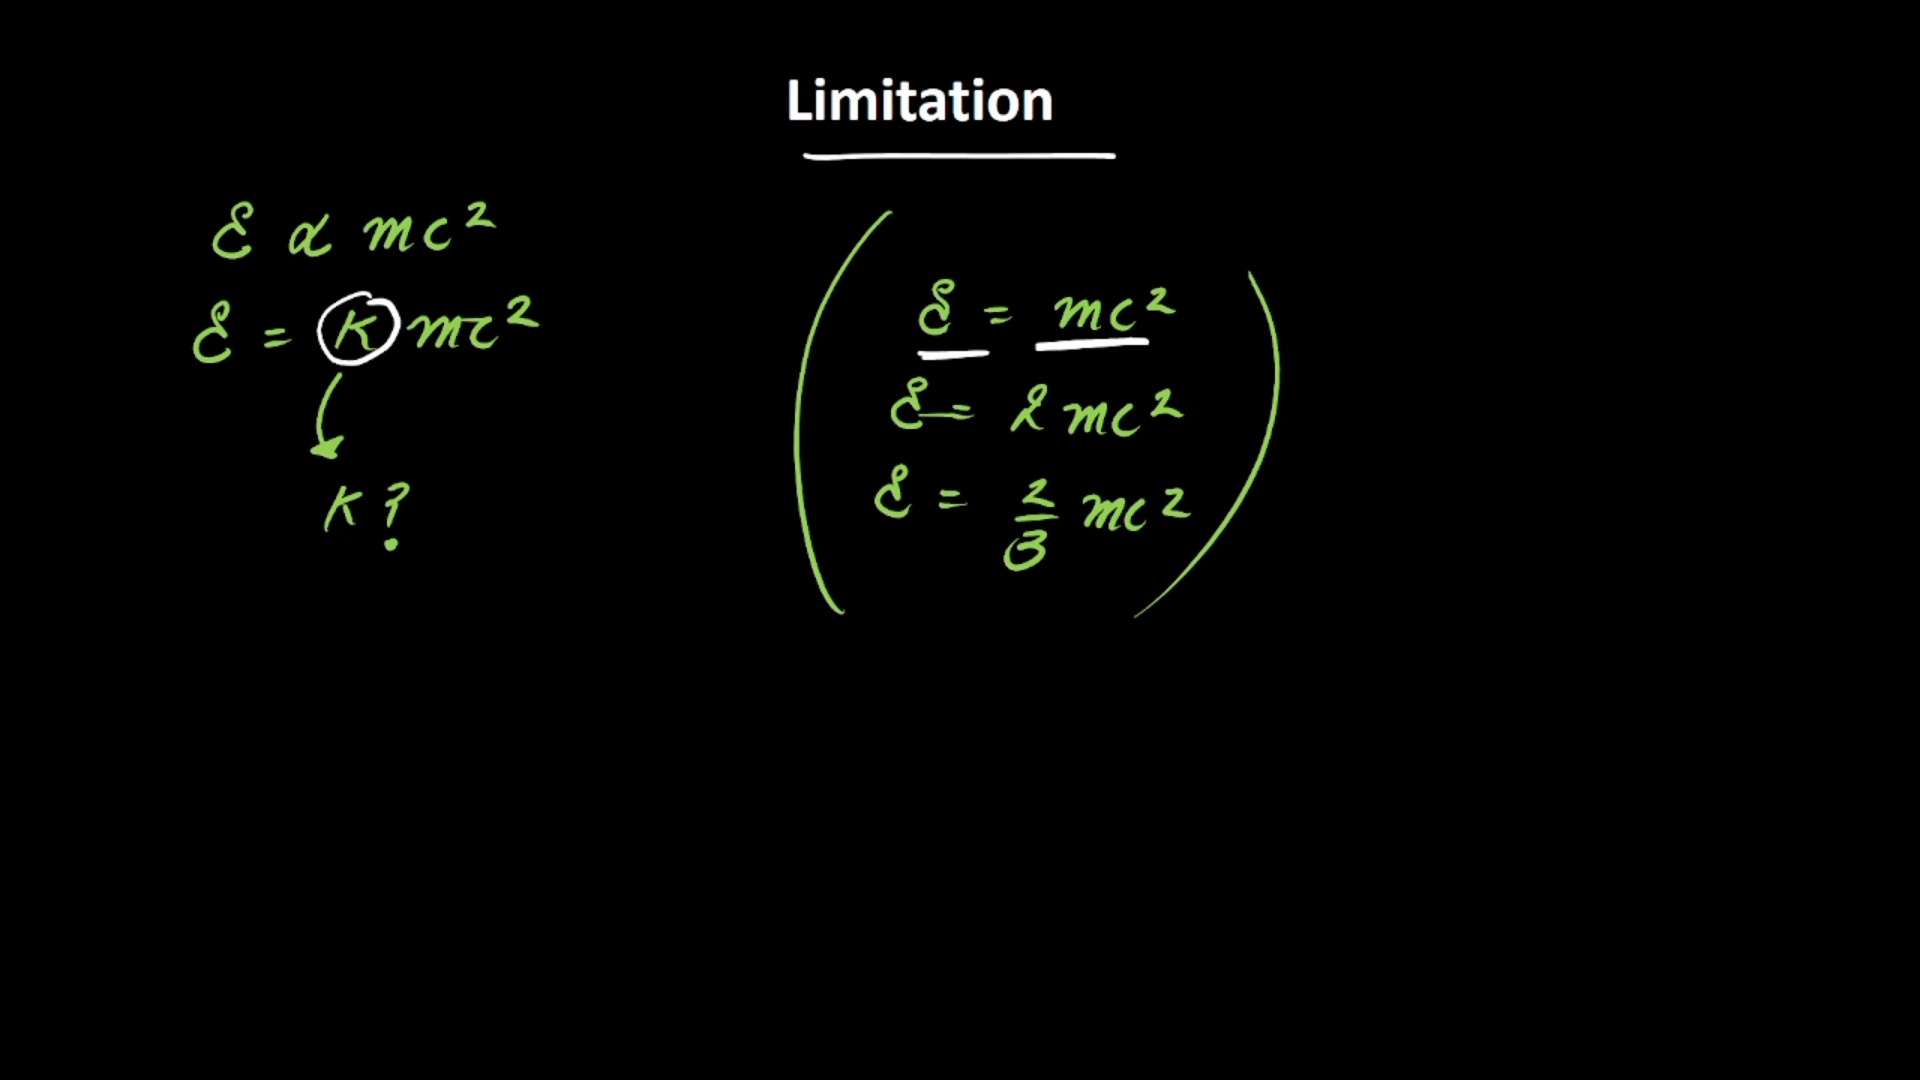 Limitation
ℰ ∝ mc²
ℰ = K mc²
K ?
ℰ = mc²
ℰ = 2 mc²
ℰ = 2/3 mc²